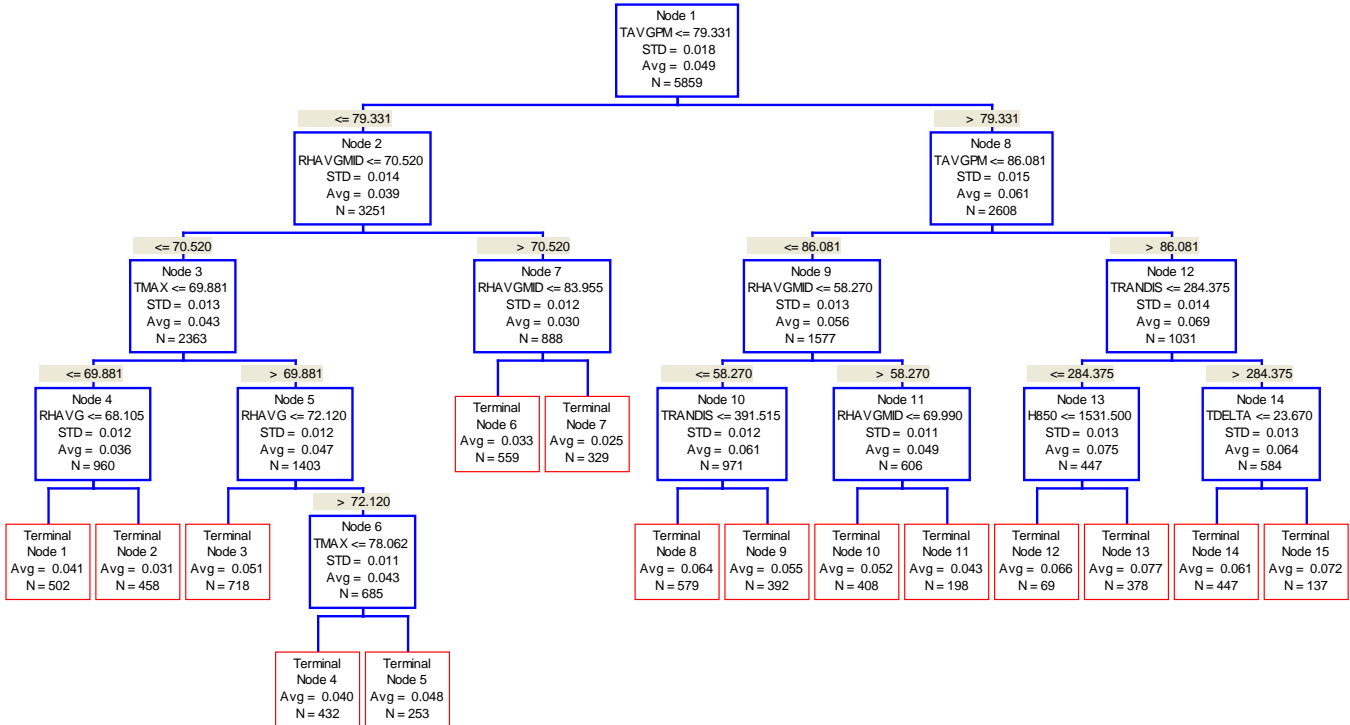 Node 1
TAVGPM <= 79.331
STD = 0.018
Avg = 0.049
N = 5859
<= 79.331
> 79.331
Node 2
RHAVGMID <= 70.520
STD = 0.014
Avg = 0.039
N = 3251
Node 8
TAVGPM <= 86.081
STD = 0.015
Avg = 0.061
N = 2608
<= 70.520
> 70.520
<= 86.081
> 86.081
Node 3
TMAX <= 69.881
STD = 0.013
Avg = 0.043
N = 2363
Node 7
RHAVGMID <= 83.955
STD = 0.012
Avg = 0.030
N = 888
Node 9
RHAVGMID <= 58.270
STD = 0.013
Avg = 0.056
N = 1577
Node 12
TRANDIS <= 284.375
STD = 0.014
Avg = 0.069
N = 1031
<= 69.881
> 69.881
<= 58.270
> 58.270
<= 284.375
> 284.375
Node 4
RHAVG <= 68.105
STD = 0.012
Avg = 0.036
N = 960
Node 5
RHAVG <= 72.120
STD = 0.012
Avg = 0.047
N = 1403
Terminal
Node 6
Avg = 0.033
N = 559
Terminal
Node 7
Avg = 0.025
N = 329
Node 10
TRANDIS <= 391.515
STD = 0.012
Avg = 0.061
N = 971
Node 11
RHAVGMID <= 69.990
STD = 0.011
Avg = 0.049
N = 606
Node 13
H850 <= 1531.500
STD = 0.013
Avg = 0.075
N = 447
Node 14
TDELTA <= 23.670
STD = 0.013
Avg = 0.064
N = 584
> 72.120
Terminal
Node 1
Avg = 0.041
N = 502
Terminal
Node 2
Avg = 0.031
N = 458
Terminal
Node 3
Avg = 0.051
N = 718
Node 6
TMAX <= 78.062
STD = 0.011
Avg = 0.043
N = 685
Terminal
Node 8
Avg = 0.064
N = 579
Terminal
Node 9
Avg = 0.055
N = 392
Terminal
Node 10
Avg = 0.052
N = 408
Terminal
Node 11
Avg = 0.043
N = 198
Terminal
Node 12
Avg = 0.066
N = 69
Terminal
Node 13
Avg = 0.077
N = 378
Terminal
Node 14
Avg = 0.061
N = 447
Terminal
Node 15
Avg = 0.072
N = 137
Terminal
Node 4
Avg = 0.040
N = 432
Terminal
Node 5
Avg = 0.048
N = 253